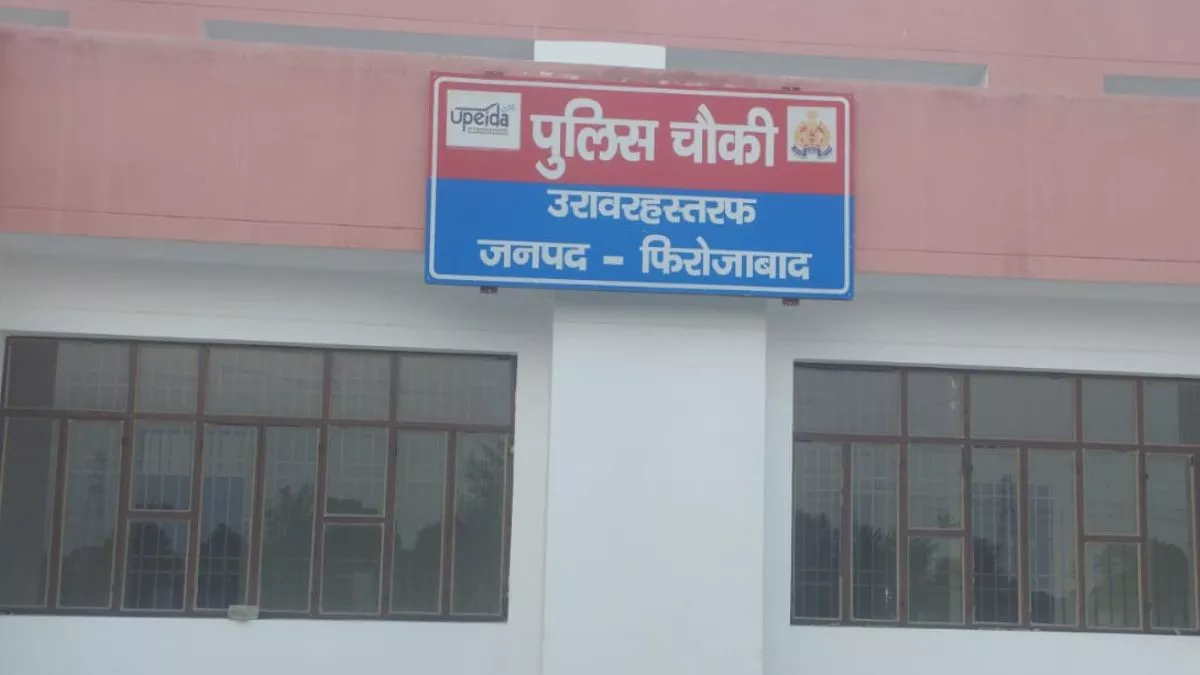 upeida
पुलिस चौकी
उरावरहस्तरफ
जनपद - फिरोजाबाद